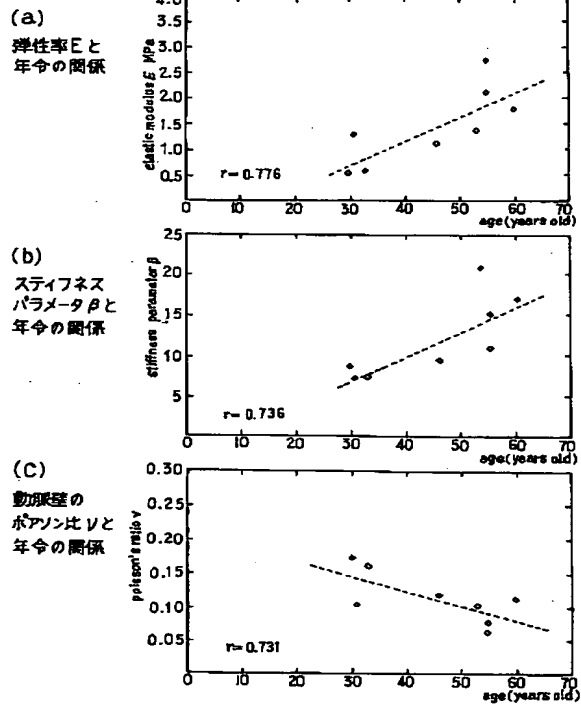 (a)
弾性率Eと
年令の関係
elastic modulus E MPa
4.0
3.5
3.0
2.5
2.0
1.5
1.0
0.5
r=0.776
0 10 20 30 40 50 60 70
age (years old)
(b)
スティフネス
パラメータβと
年令の関係
stiffness parameter β
25
20
15
10
5
r=0.736
0 10 20 30 40 50 60 70
age (years old)
(C)
動脈壁の
ポアソン比νと
年令の関係
poisson's ratio ν
0.30
0.25
0.20
0.15
0.10
0.05
r=0.731
0 10 20 30 40 50 60 70
age (years old)